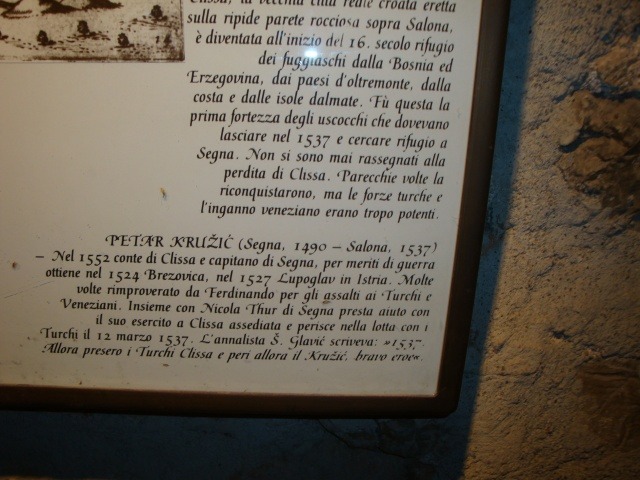 Clissa, la vecchia città reale croata eretta
sulla ripide parete rocciosa sopra Salona,
è diventata all'inizio del 16. secolo rifugio
dei fuggiaschi dalla Bosnia ed
Erzegovina, dai paesi d'oltremonte, dalla
costa e dalle isole dalmate. Fù questa la
prima fortezza degli uscocchi che dovevano
lasciare nel 1537 e cercare rifugio a
Segna. Non si sono mai rassegnati alla
perdita di Clissa. Parecchie volte la
riconquistarono, ma le forze turche e
l'inganno veneziano erano tropo potenti.
PETAR KRUŽIĆ (Segna, 1490 – Salona, 1537)
– Nel 1552 conte di Clissa e capitano di Segna, per meriti di guerra
ottiene nel 1524 Brezovica, nel 1527 Lupoglav in Istria. Molte
volte rimproverato da Ferdinando per gli assalti ai Turchi e
Veneziani. Insieme con Nicola Thur di Segna presta aiuto con
il suo esercito a Clissa assediata e perisce nella lotta con i
Turchi il 12 marzo 1537. L'annalista Š. Glavić scriveva: »1537.
Allora presero i Turchi Clissa e peri allora il Kružić, bravo eroe«.